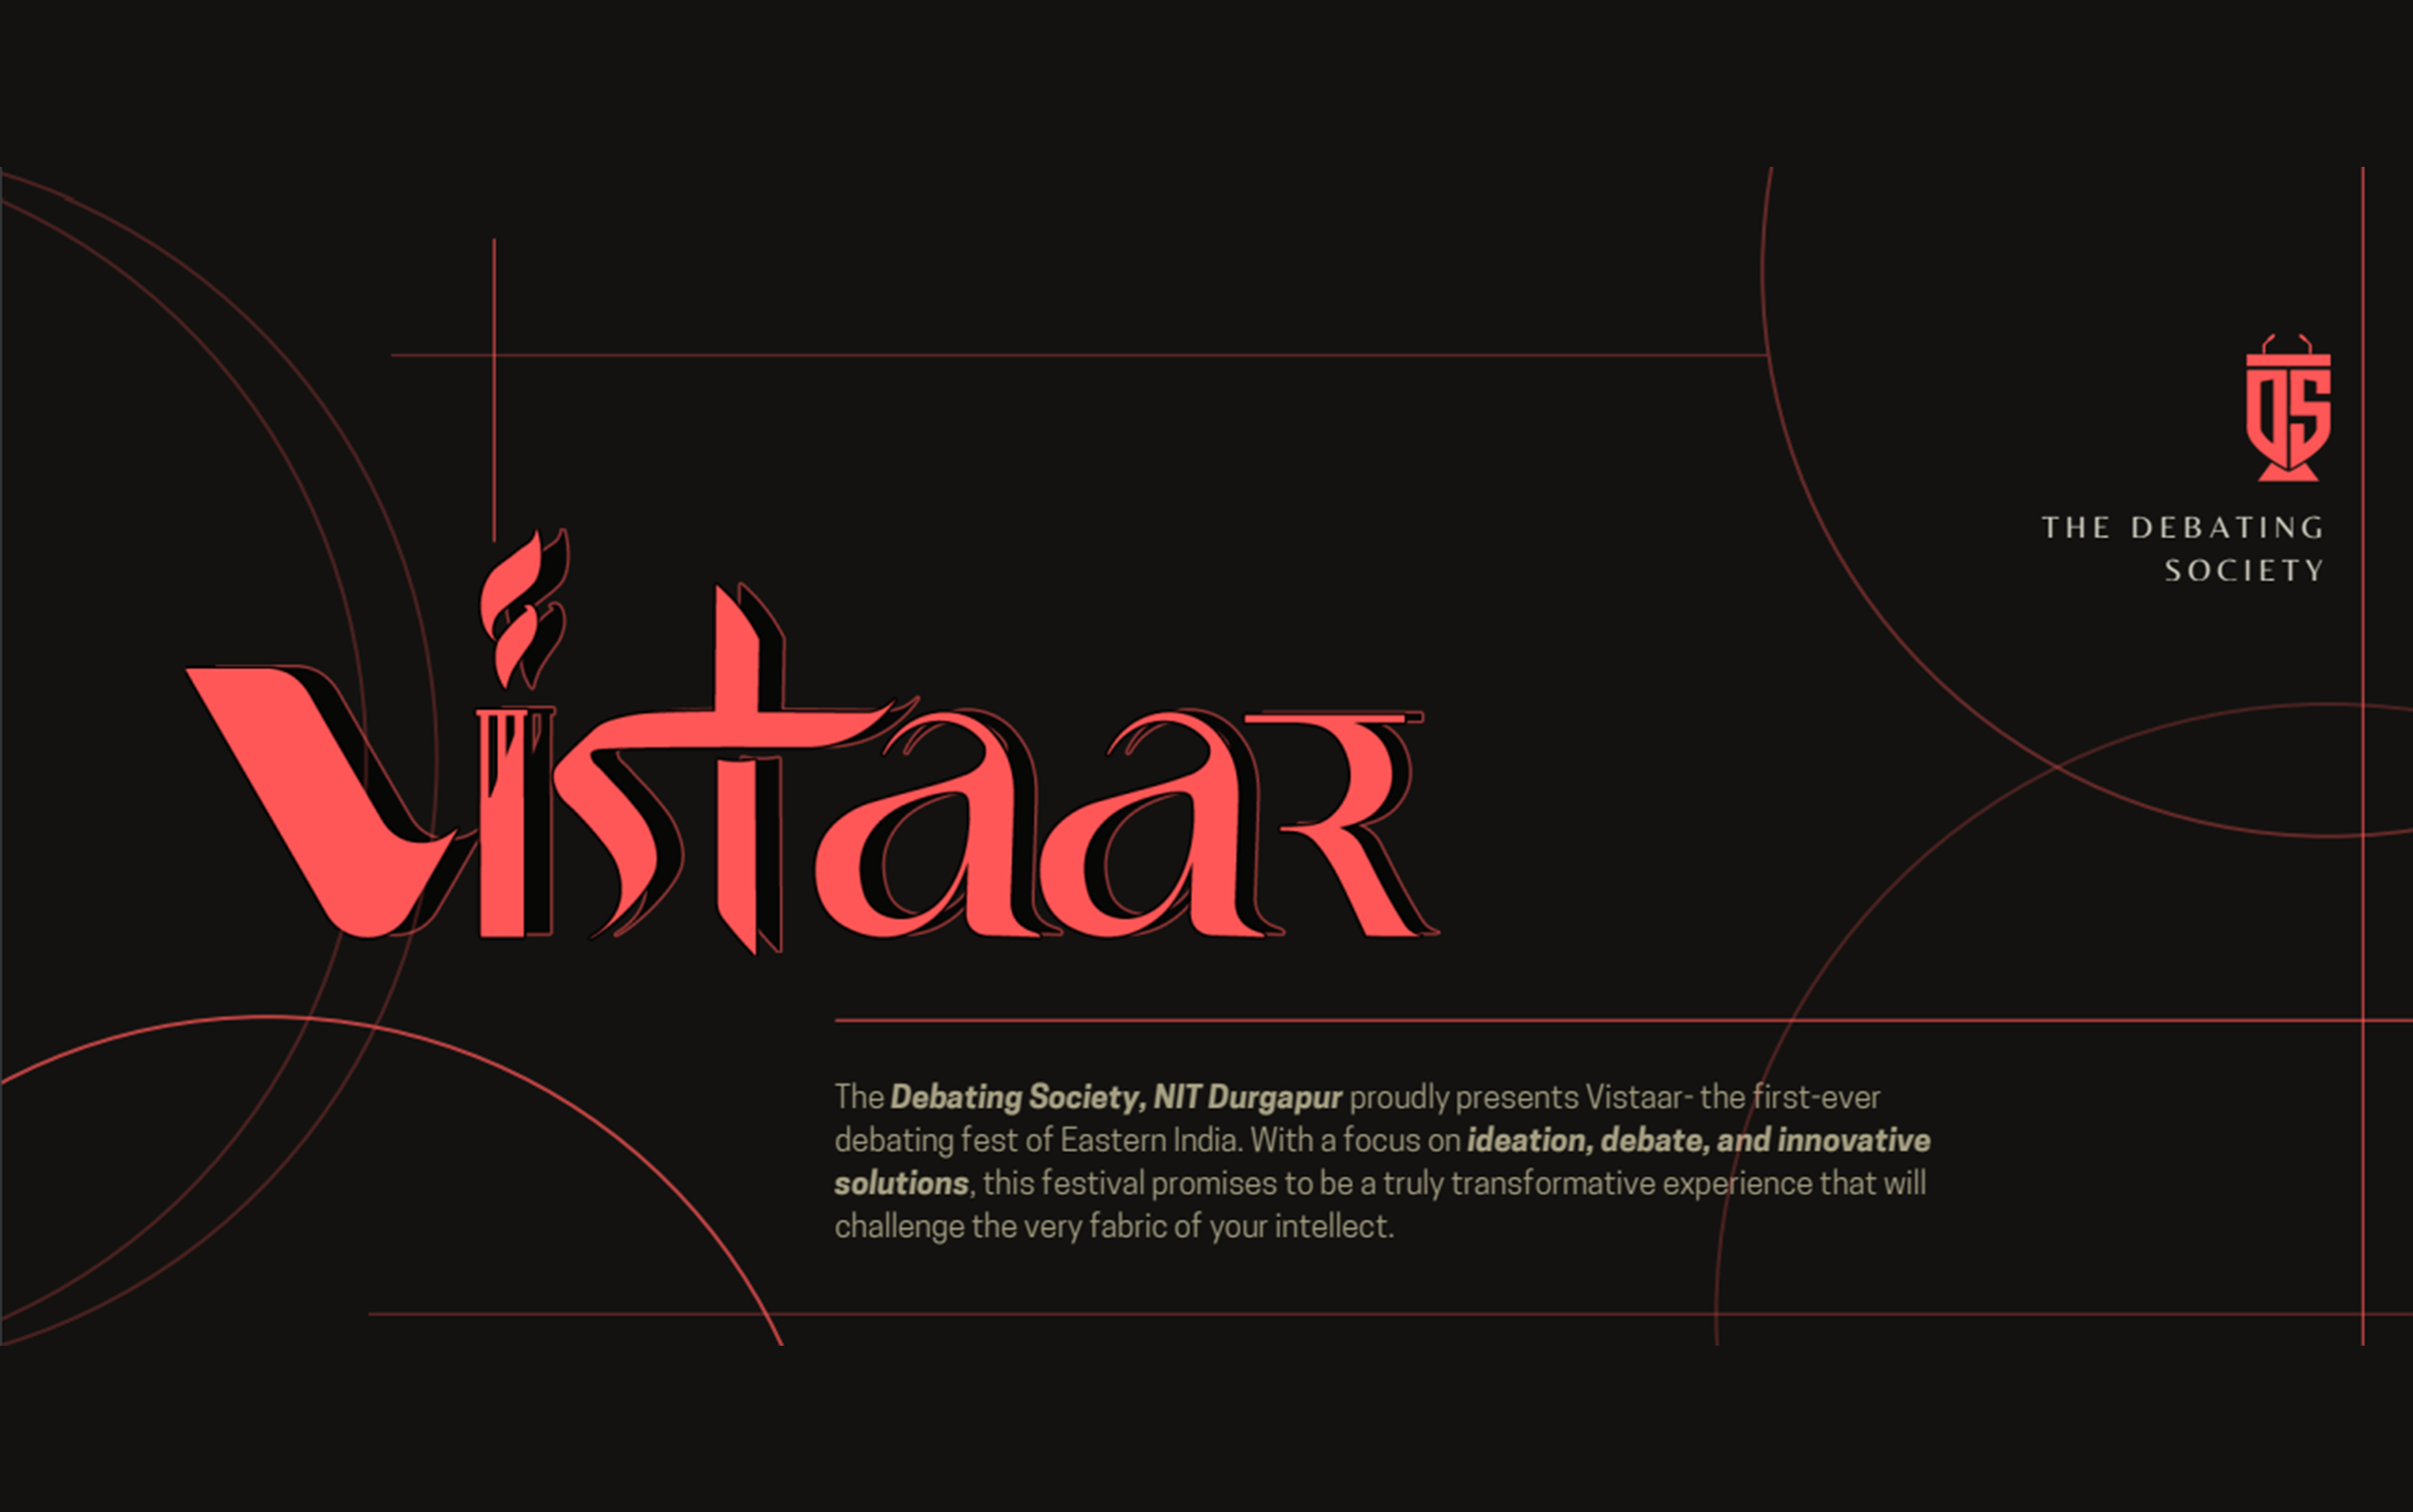 DS
THE DEBATING
SOCIETY
Vistaar
The Debating Society, NIT Durgapur proudly presents Vistaar- the first-ever
debating fest of Eastern India. With a focus on ideation, debate, and innovative
solutions, this festival promises to be a truly transformative experience that will
challenge the very fabric of your intellect.